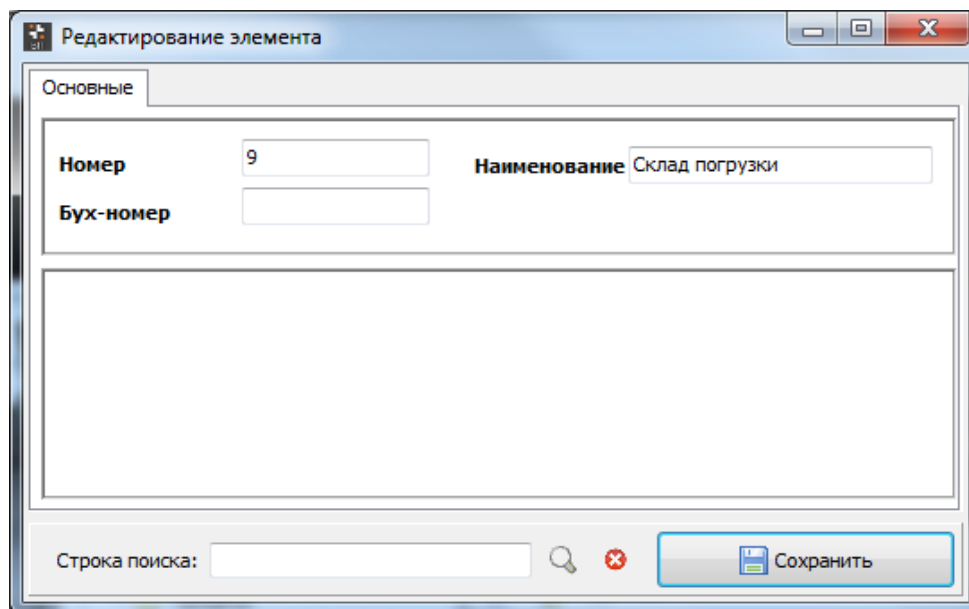 Редактирование элемента
Основные
Номер 9 Наименование Склад погрузки
Бух-номер
Строка поиска: Сохранить